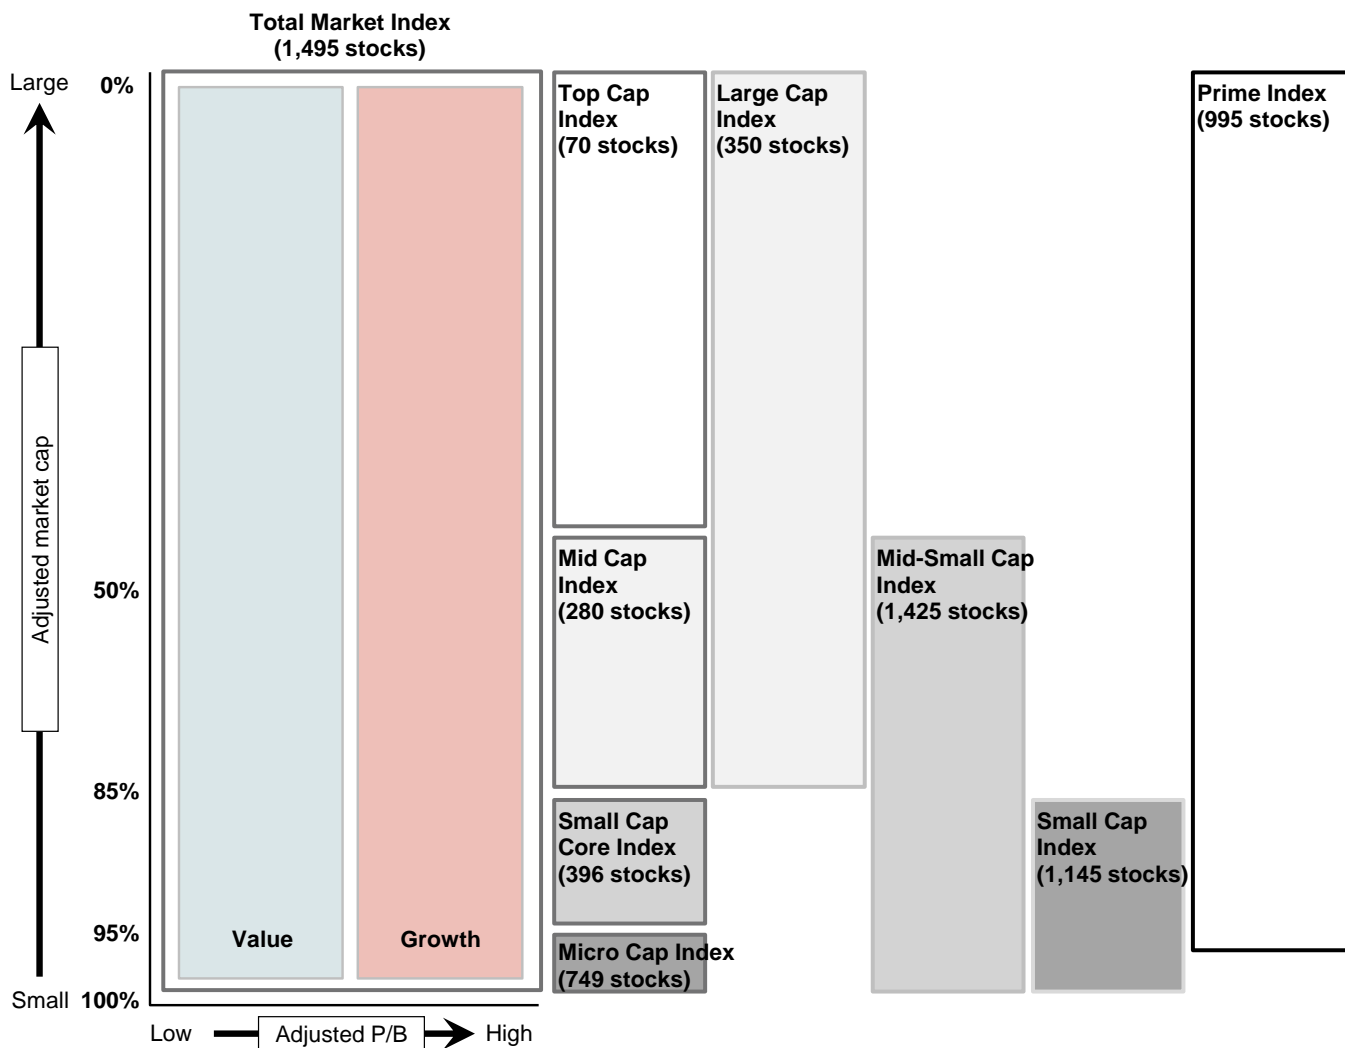 Total Market Index
(1,495 stocks)
Large
0%
Top Cap
Index
(70 stocks)
Large Cap
Index
(350 stocks)
Prime Index
(995 stocks)
Adjusted market cap
50%
Mid Cap
Index
(280 stocks)
Mid-Small Cap
Index
(1,425 stocks)
85%
Small Cap
Core Index
(396 stocks)
Small Cap
Index
(1,145 stocks)
95%
Value
Growth
Micro Cap Index
(749 stocks)
Small
100%
Low
Adjusted P/B
High